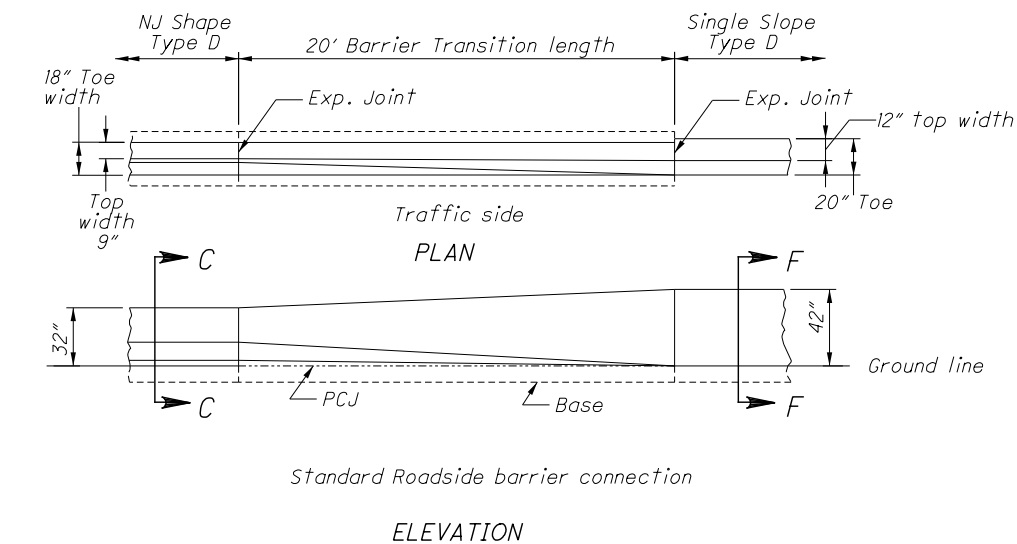 NJ Shape
Type D
20' Barrier Transition length
Single Slope
Type D
18" Toe
width
Exp. Joint
Exp. Joint
12" top width
Top
width
9"
20" Toe
Traffic side
PLAN
C
F
32"
42"
Ground line
PCJ
Base
C
F
Standard Roadside barrier connection
ELEVATION